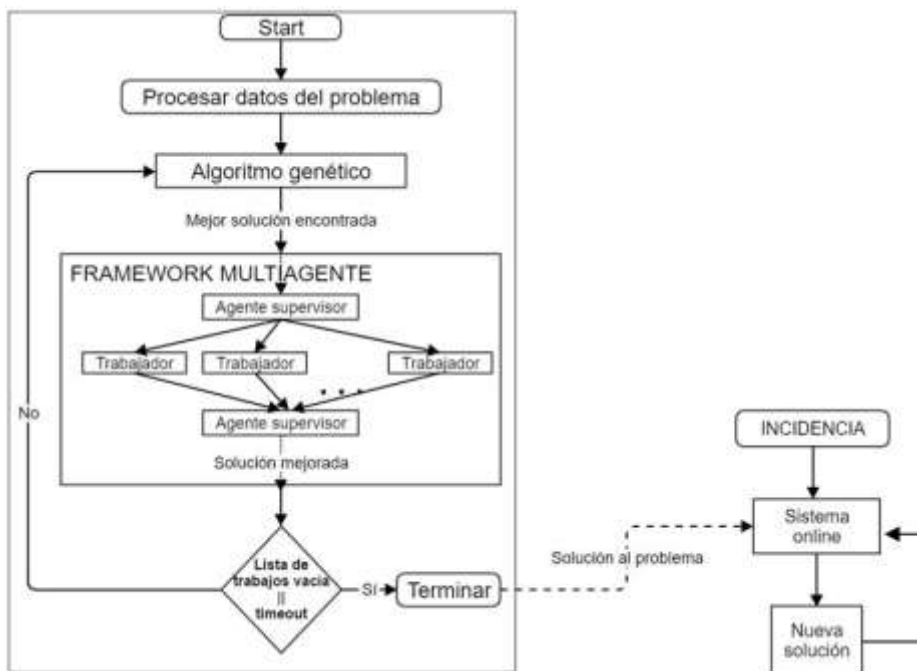 Start
Procesar datos del problema
Algoritmo genético
Mejor solución encontrada
FRAMEWORK MULTIAGENTE
Agente supervisor
Trabajador
Trabajador
Trabajador
. . .
Agente supervisor
Solución mejorada
No
Lista de
trabajos vacia
||
timeout
Sí
Terminar
Solución al problema
INCIDENCIA
Sistema
online
Nueva
solución